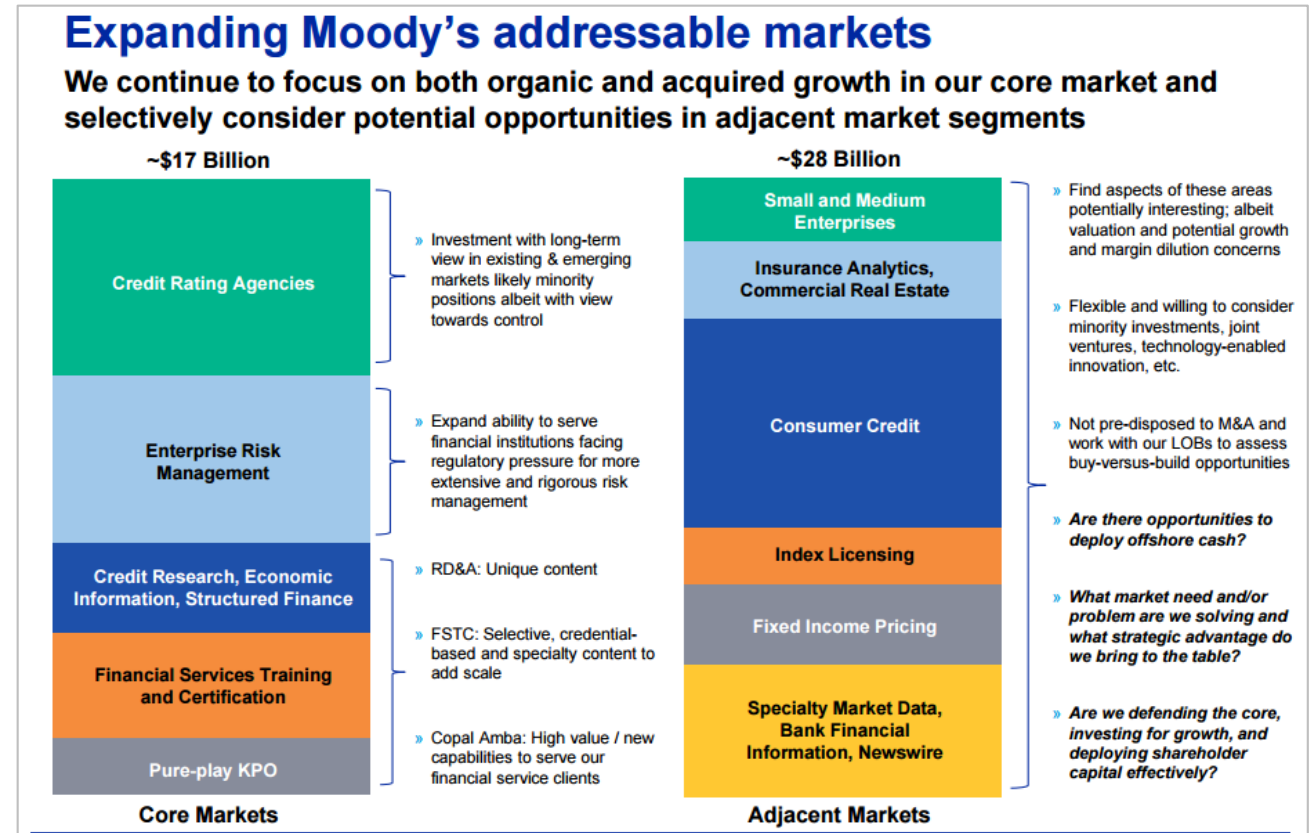 Expanding Moody's addressable markets
We continue to focus on both organic and acquired growth in our core market and
selectively consider potential opportunities in adjacent market segments
~$17 Billion
Credit Rating Agencies
Enterprise Risk
Management
Credit Research, Economic
Information, Structured Finance
Financial Services Training
and Certification
Pure-play KPO
Core Markets
» Investment with long-term
view in existing & emerging
markets likely minority
positions albeit with view
towards control
» Expand ability to serve
financial institutions facing
regulatory pressure for more
extensive and rigorous risk
management
» RD&A: Unique content
» FSTC: Selective, credential-
based and specialty content to
add scale
» Copal Amba: High value / new
capabilities to serve our
financial service clients
~$28 Billion
Small and Medium
Enterprises
Insurance Analytics,
Commercial Real Estate
Consumer Credit
Index Licensing
Fixed Income Pricing
Specialty Market Data,
Bank Financial
Information, Newswire
Adjacent Markets
» Find aspects of these areas
potentially interesting; albeit
valuation and potential growth
and margin dilution concerns
» Flexible and willing to consider
minority investments, joint
ventures, technology-enabled
innovation, etc.
» Not pre-disposed to M&A and
work with our LOBs to assess
buy-versus-build opportunities
» Are there opportunities to
deploy offshore cash?
» What market need and/or
problem are we solving and
what strategic advantage do
we bring to the table?
» Are we defending the core,
investing for growth, and
deploying shareholder
capital effectively?